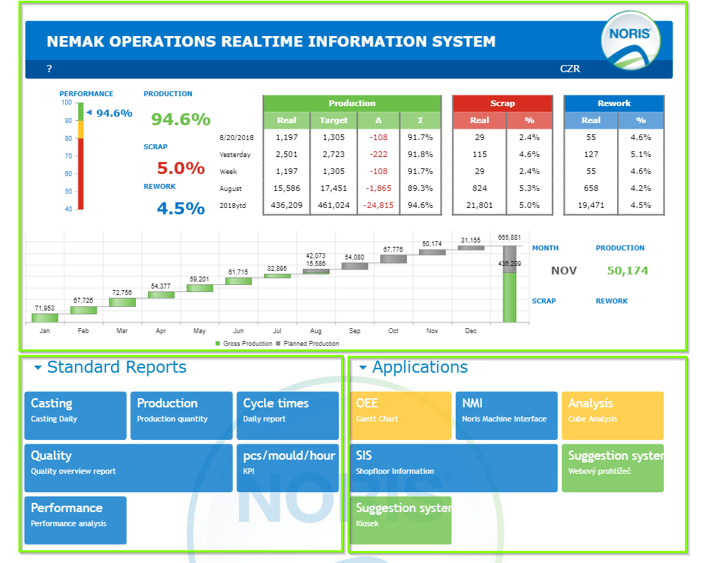 NEMAK OPERATIONS REALTIME INFORMATION SYSTEM
NORIS
? CZR
PERFORMANCE PRODUCTION
100 90 80 70 60 50 40
94.6%
94.6%
SCRAP
5.0%
REWORK
4.5%
Production Scrap Rework
Real Target Δ Σ Real % Real %
8/20/2018 1,197 1,305 -108 91.7% 29 2.4% 55 4.6%
Yesterday 2,501 2,723 -222 91.8% 115 4.6% 127 5.1%
Week 1,197 1,305 -108 91.7% 29 2.4% 55 4.6%
August 15,586 17,451 -1,865 89.3% 824 5.3% 658 4.2%
2018ytd 436,209 461,024 -24,815 94.6% 21,801 5.0% 19,471 4.5%
71,953 67,726 72,756 54,377 59,201 61,715 32,895 42,073 15,586 54,080 67,776 50,174 31,155 665,881 436,209
Jan Feb Mar Apr May Jun Jul Aug Sep Oct Nov Dec
Gross Production Planned Production
MONTH PRODUCTION
NOV 50,174
SCRAP REWORK
Standard Reports
Casting Production Cycle times
Casting Daily Production quantity Daily report
Quality pcs/mould/hour
Quality overview report KPI
Performance
Performance analysis
Applications
OEE NMI Analysis
Gantt Chart Noris Machine Interface Cube Analysis
SIS Suggestion system
Shopfloor Information Webový prohlížeč
Suggestion system
Kiosek
NORIS